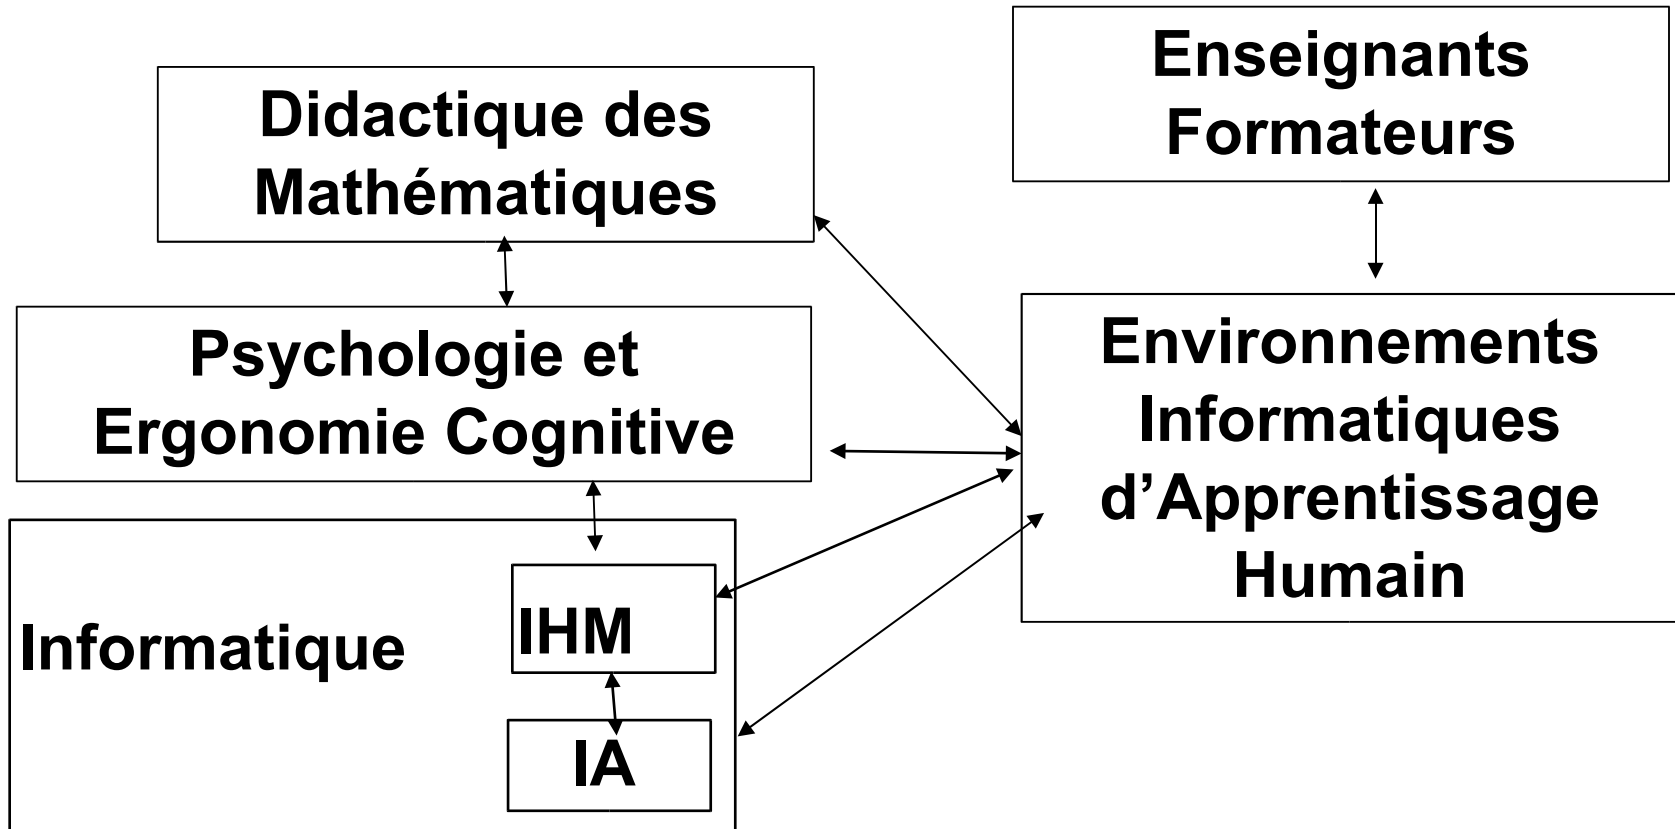 Enseignants
Formateurs
Didactique des
Mathématiques
Psychologie et
Ergonomie Cognitive
Environnements
Informatiques
d’Apprentissage
Humain
Informatique
IHM
IA